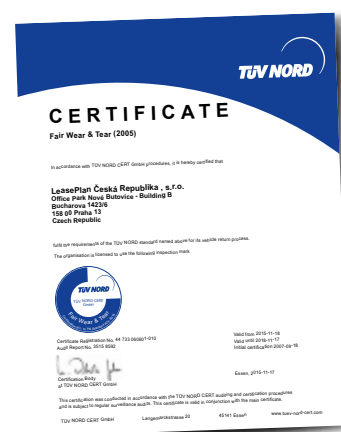 TÜV NORD
CERTIFICATE
Fair Wear & Tear (2005)
In accordance with TÜV NORD CERT GmbH procedures, it is hereby certified that
LeasePlan Česká Republika , s.r.o.
Office Park Nové Butovice - Building B
Bucharova 1423/6
158 00 Praha 13
Czech Republic
fulfils the requirements of the TÜV NORD standard named above for its vehicle return process.
The organisation is licensed to use the following inspection mark
TÜV NORD
TÜV NORD CERT
GmbH
Fair Wear & Tear
Certificate Registration No. 44 733 060801-010
Audit Report No. 3515 8592
Valid from 2015-11-18
Valid until 2018-11-17
Initial certification 2007-09-18
Certification Body
of TÜV NORD CERT GmbH
Essen, 2015-11-17
This certification was conducted in accordance with the TÜV NORD CERT auditing and certification procedures
and is subject to regular surveillance audits. This certificate is valid in conjunction with the main certificate.
TÜV NORD CERT GmbH Langemarckstrasse 20 45141 Essen www.tuev-nord-cert.com